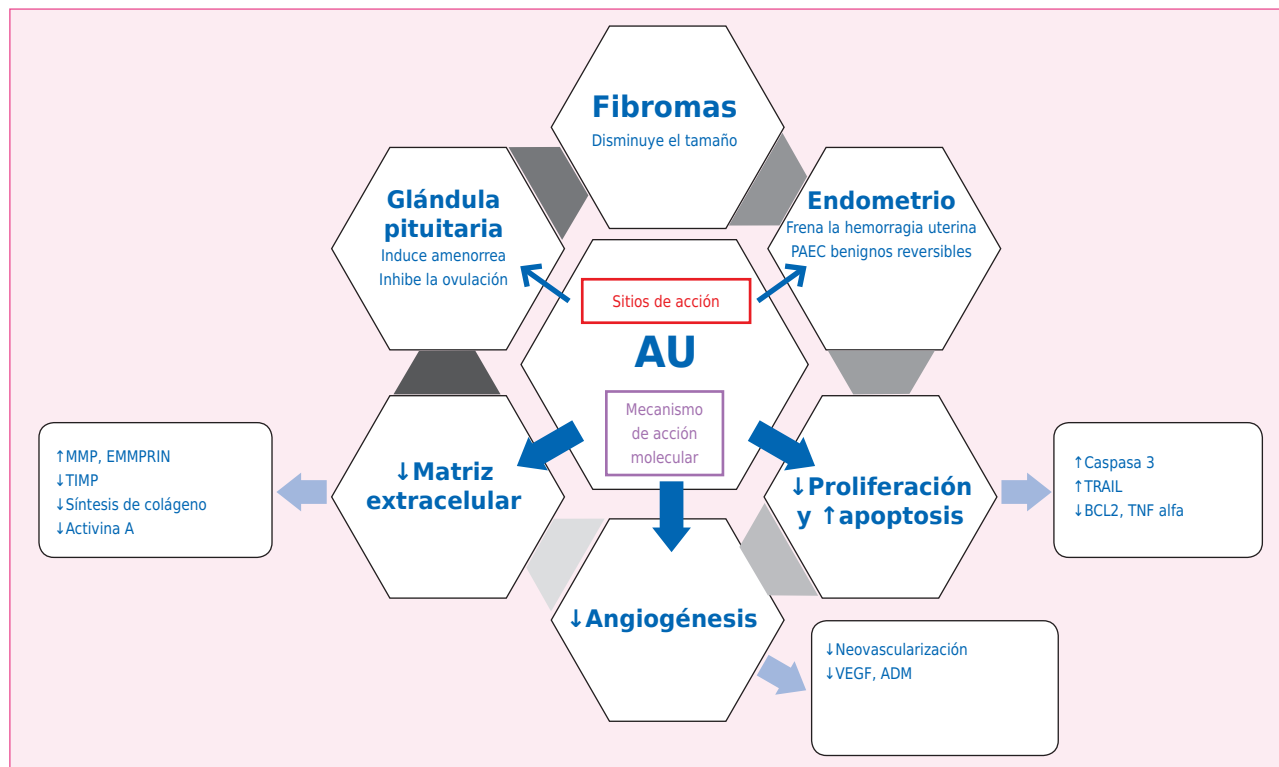 Fibromas
Disminuye el tamaño
Glándula
pituitaria
Induce amenorrea
Inhibe la ovulación
Endometrio
Frena la hemorragia uterina
PAEC benignos reversibles
Sitios de acción
AU
Mecanismo
de acción
molecular
↓Matriz
extracelular
↑MMP, EMMPRIN
↓TIMP
↓Síntesis de colágeno
↓Activina A
↓Proliferación
y ↑apoptosis
↑Caspasa 3
↑TRAIL
↓BCL2, TNF alfa
↓Angiogénesis
↓Neovascularización
↓VEGF, ADM